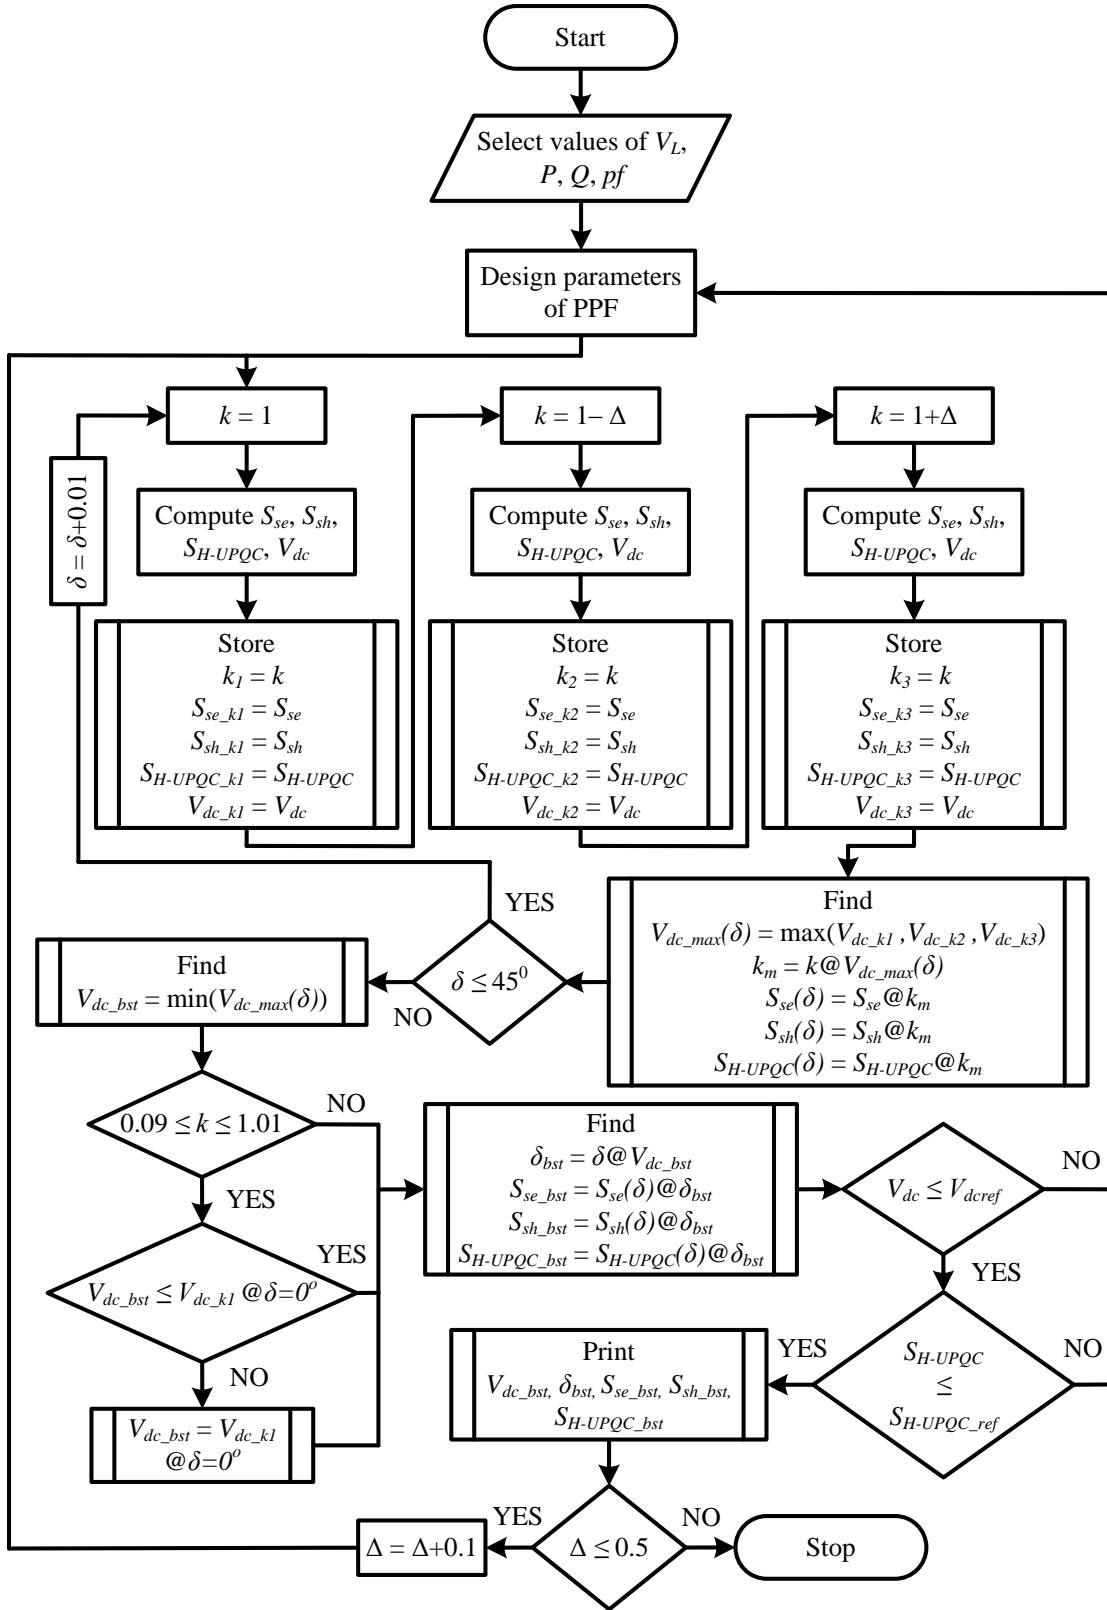 Start
Select values of V_L,
P, Q, pf
Design parameters
of PPF
k = 1
k = 1– Δ
k = 1+Δ
δ = δ+0.01
Compute S_se, S_sh,
S_H-UPQC, V_dc
Compute S_se, S_sh,
S_H-UPQC, V_dc
Compute S_se, S_sh,
S_H-UPQC, V_dc
Store
k_1 = k
S_se_k1 = S_se
S_sh_k1 = S_sh
S_H-UPQC_k1 = S_H-UPQC
V_dc_k1 = V_dc
Store
k_2 = k
S_se_k2 = S_se
S_sh_k2 = S_sh
S_H-UPQC_k2 = S_H-UPQC
V_dc_k2 = V_dc
Store
k_3 = k
S_se_k3 = S_se
S_sh_k3 = S_sh
S_H-UPQC_k3 = S_H-UPQC
V_dc_k3 = V_dc
Find
V_dc_max(δ) = max(V_dc_k1 ,V_dc_k2 ,V_dc_k3)
k_m = k@V_dc_max(δ)
S_se(δ) = S_se@k_m
S_sh(δ) = S_sh@k_m
S_H-UPQC(δ) = S_H-UPQC@k_m
YES
δ ≤ 45⁰
NO
Find
V_dc_bst = min(V_dc_max(δ))
0.09 ≤ k ≤ 1.01
NO
YES
V_dc_bst ≤ V_dc_k1 @δ=0^o
YES
NO
V_dc_bst = V_dc_k1
@δ=0^o
Find
δ_bst = δ@V_dc_bst
S_se_bst = S_se(δ)@δ_bst
S_sh_bst = S_sh(δ)@δ_bst
S_H-UPQC_bst = S_H-UPQC(δ)@δ_bst
V_dc ≤ V_dcref
NO
YES
S_H-UPQC
≤
S_H-UPQC_ref
NO
YES
Print
V_dc_bst, δ_bst, S_se_bst, S_sh_bst,
S_H-UPQC_bst
Δ ≤ 0.5
YES
NO
Δ = Δ+0.1
Stop